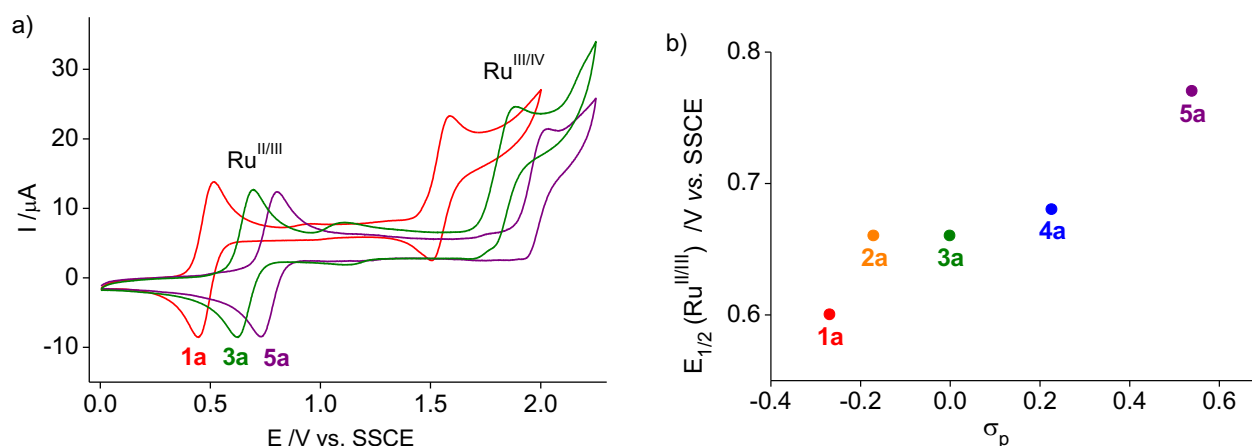 a)
Ru^II/III
Ru^III/IV
I /μA
30
20
10
0
-10
1a
3a
5a
0.0
0.5
1.0
1.5
2.0
E /V vs. SSCE
b)
E_1/2 (Ru^II/III) /V vs. SSCE
0.8
0.7
0.6
5a
4a
2a
3a
1a
-0.4
-0.2
0.0
0.2
0.4
0.6
σ_p